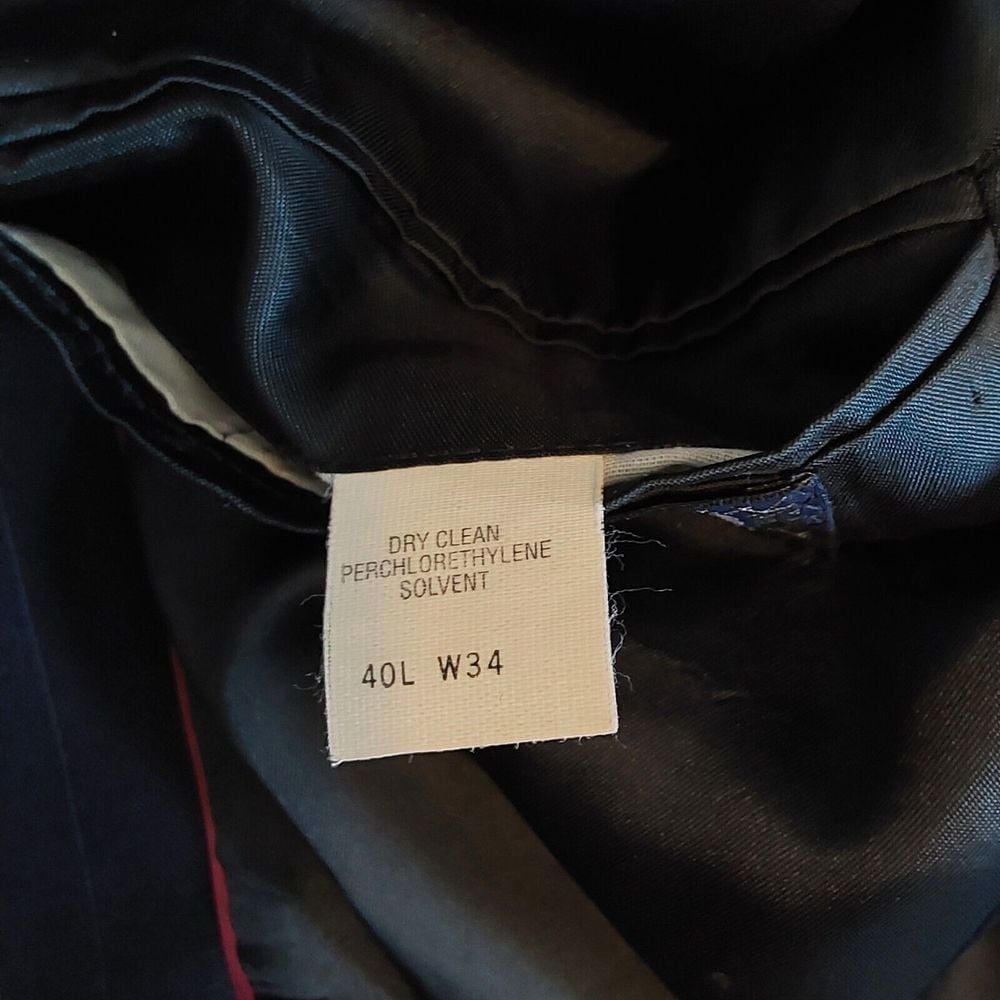 DRY CLEAN
PERCHLORETHYLENE
SOLVENT
40L W34